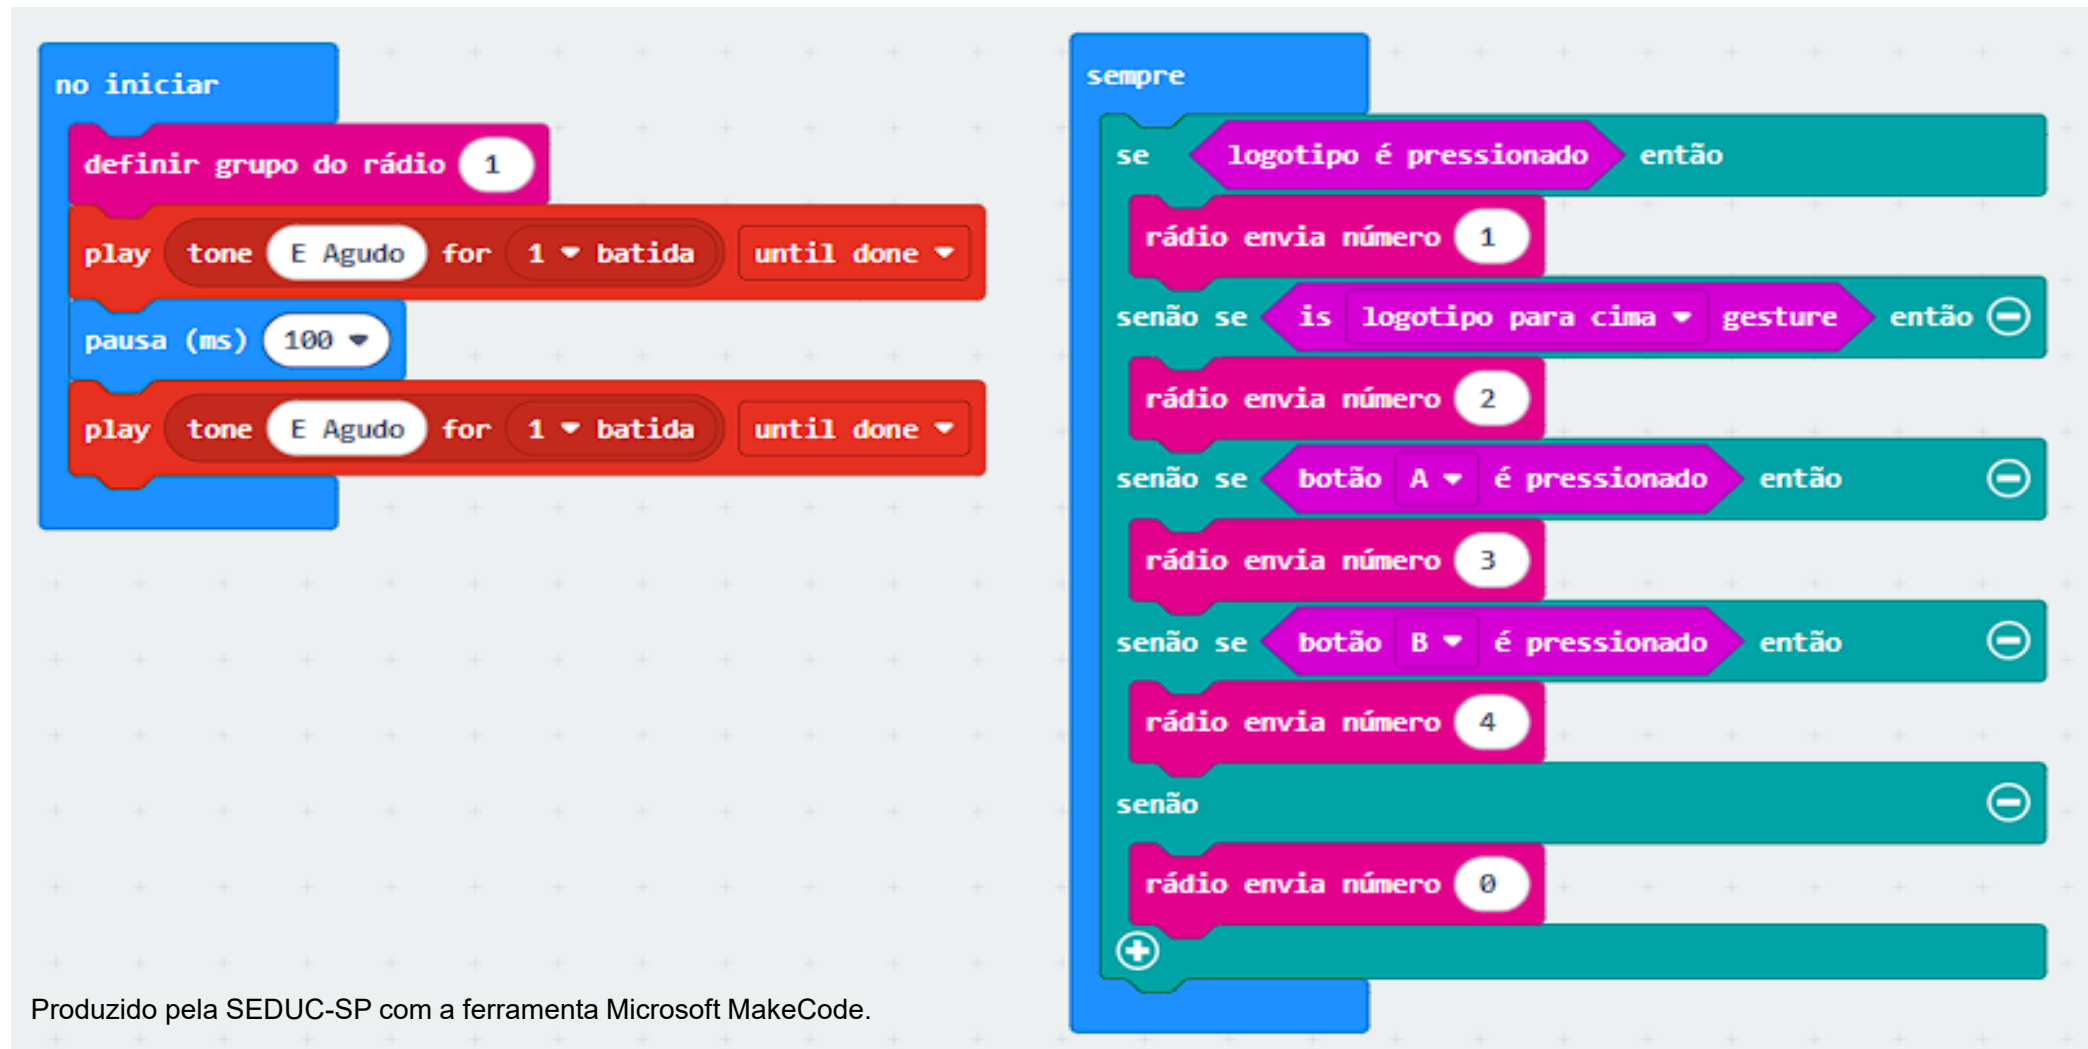 no iniciar
definir grupo do rádio 1
play tone E Agudo for 1 batida until done
pausa (ms) 100
play tone E Agudo for 1 batida until done
sempre
se logotipo é pressionado então
rádio envia número 1
senão se is logotipo para cima gesture então
rádio envia número 2
senão se botão A é pressionado então
rádio envia número 3
senão se botão B é pressionado então
rádio envia número 4
senão
rádio envia número 0
Produzido pela SEDUC-SP com a ferramenta Microsoft MakeCode.